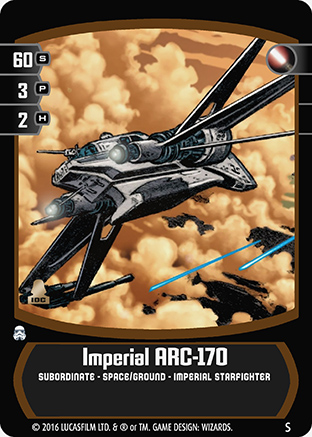 60 S
3 P
2 H
IDC
Imperial ARC-170
SUBORDINATE - SPACE/GROUND - IMPERIAL STARFIGHTER
© 2016 LUCASFILM LTD. & ® or TM. GAME DESIGN: WIZARDS. S